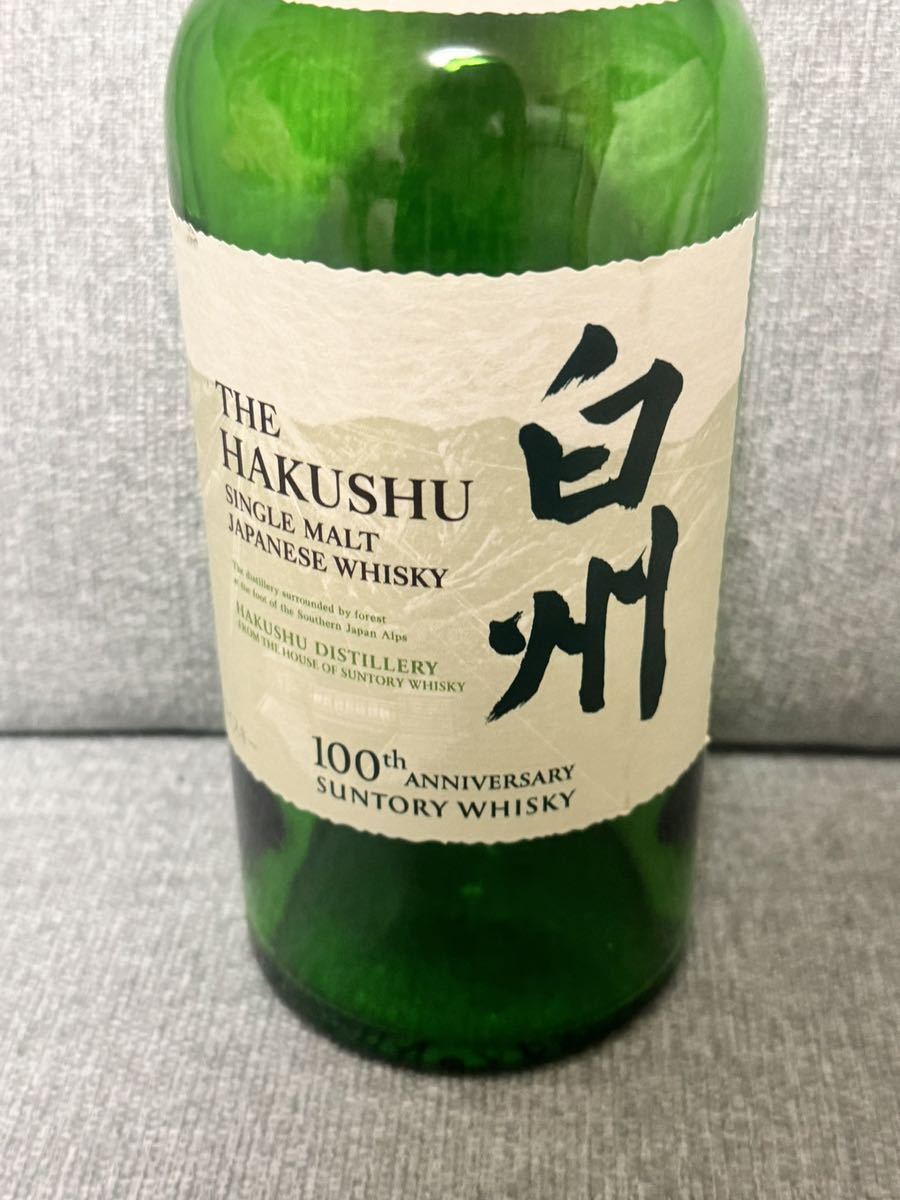 THE
HAKUSHU
SINGLE MALT
JAPANESE WHISKY
The distillery surrounded by forest
at the foot of the Southern Japan Alps
HAKUSHU DISTILLERY
FROM THE HOUSE OF SUNTORY WHISKY
100th ANNIVERSARY
SUNTORY WHISKY
白州